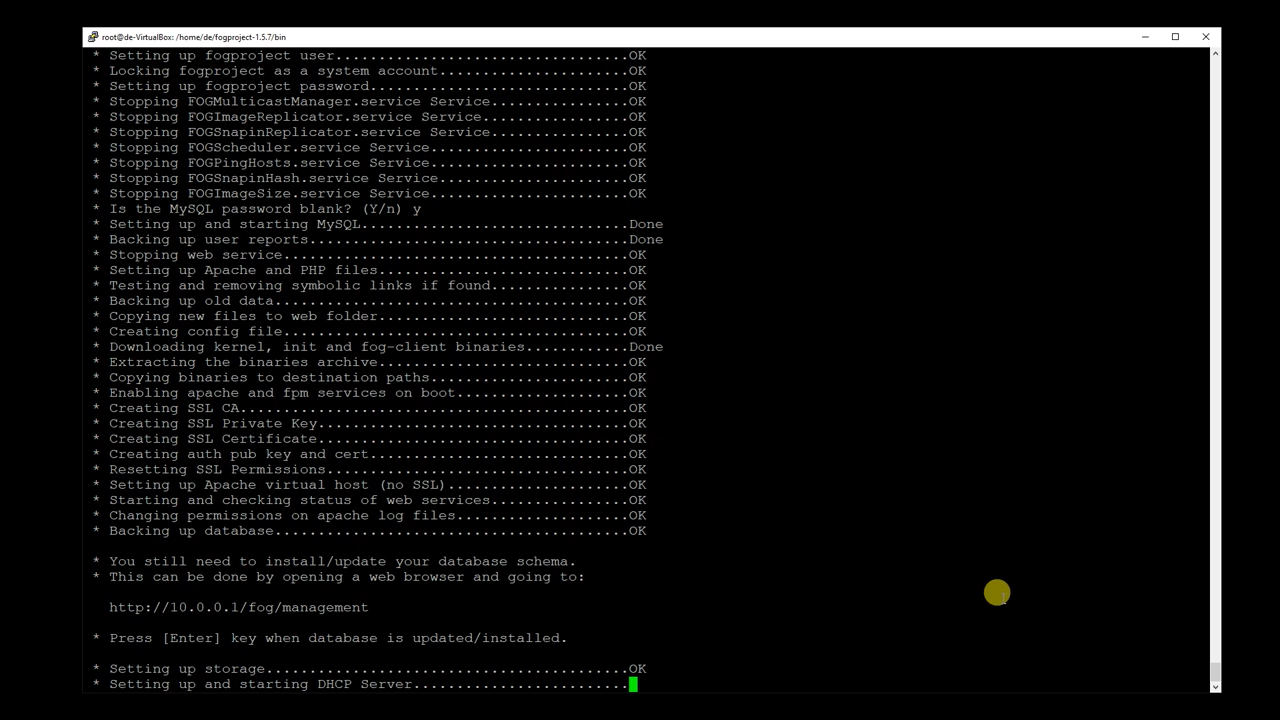 root@de-VirtualBox: /home/de/fogproject-1.5.7/bin
* Setting up fogproject user..................................OK
* Locking fogproject as a system account......................OK
* Setting up fogproject password..............................OK
* Stopping FOGMulticastManager.service Service................OK
* Stopping FOGImageReplicator.service Service.................OK
* Stopping FOGSnapinReplicator.service Service................OK
* Stopping FOGScheduler.service Service.......................OK
* Stopping FOGPingHosts.service Service.......................OK
* Stopping FOGSnapinHash.service Service......................OK
* Stopping FOGImageSize.service Service.......................OK
* Is the MySQL password blank? (Y/n) y
* Setting up and starting MySQL...............................Done
* Backing up user reports.....................................Done
* Stopping web service........................................OK
* Setting up Apache and PHP files.............................OK
* Testing and removing symbolic links if found................OK
* Backing up old data.........................................OK
* Copying new files to web folder.............................OK
* Creating config file........................................OK
* Downloading kernel, init and fog-client binaries............Done
* Extracting the binaries archive.............................OK
* Copying binaries to destination paths.......................OK
* Enabling apache and fpm services on boot....................OK
* Creating SSL CA.............................................OK
* Creating SSL Private Key....................................OK
* Creating SSL Certificate....................................OK
* Creating auth pub key and cert..............................OK
* Resetting SSL Permissions...................................OK
* Setting up Apache virtual host (no SSL).....................OK
* Starting and checking status of web services................OK
* Changing permissions on apache log files....................OK
* Backing up database.........................................OK
* You still need to install/update your database schema.
* This can be done by opening a web browser and going to:
http://10.0.0.1/fog/management
* Press [Enter] key when database is updated/installed.
* Setting up storage..........................................OK
* Setting up and starting DHCP Server.........................